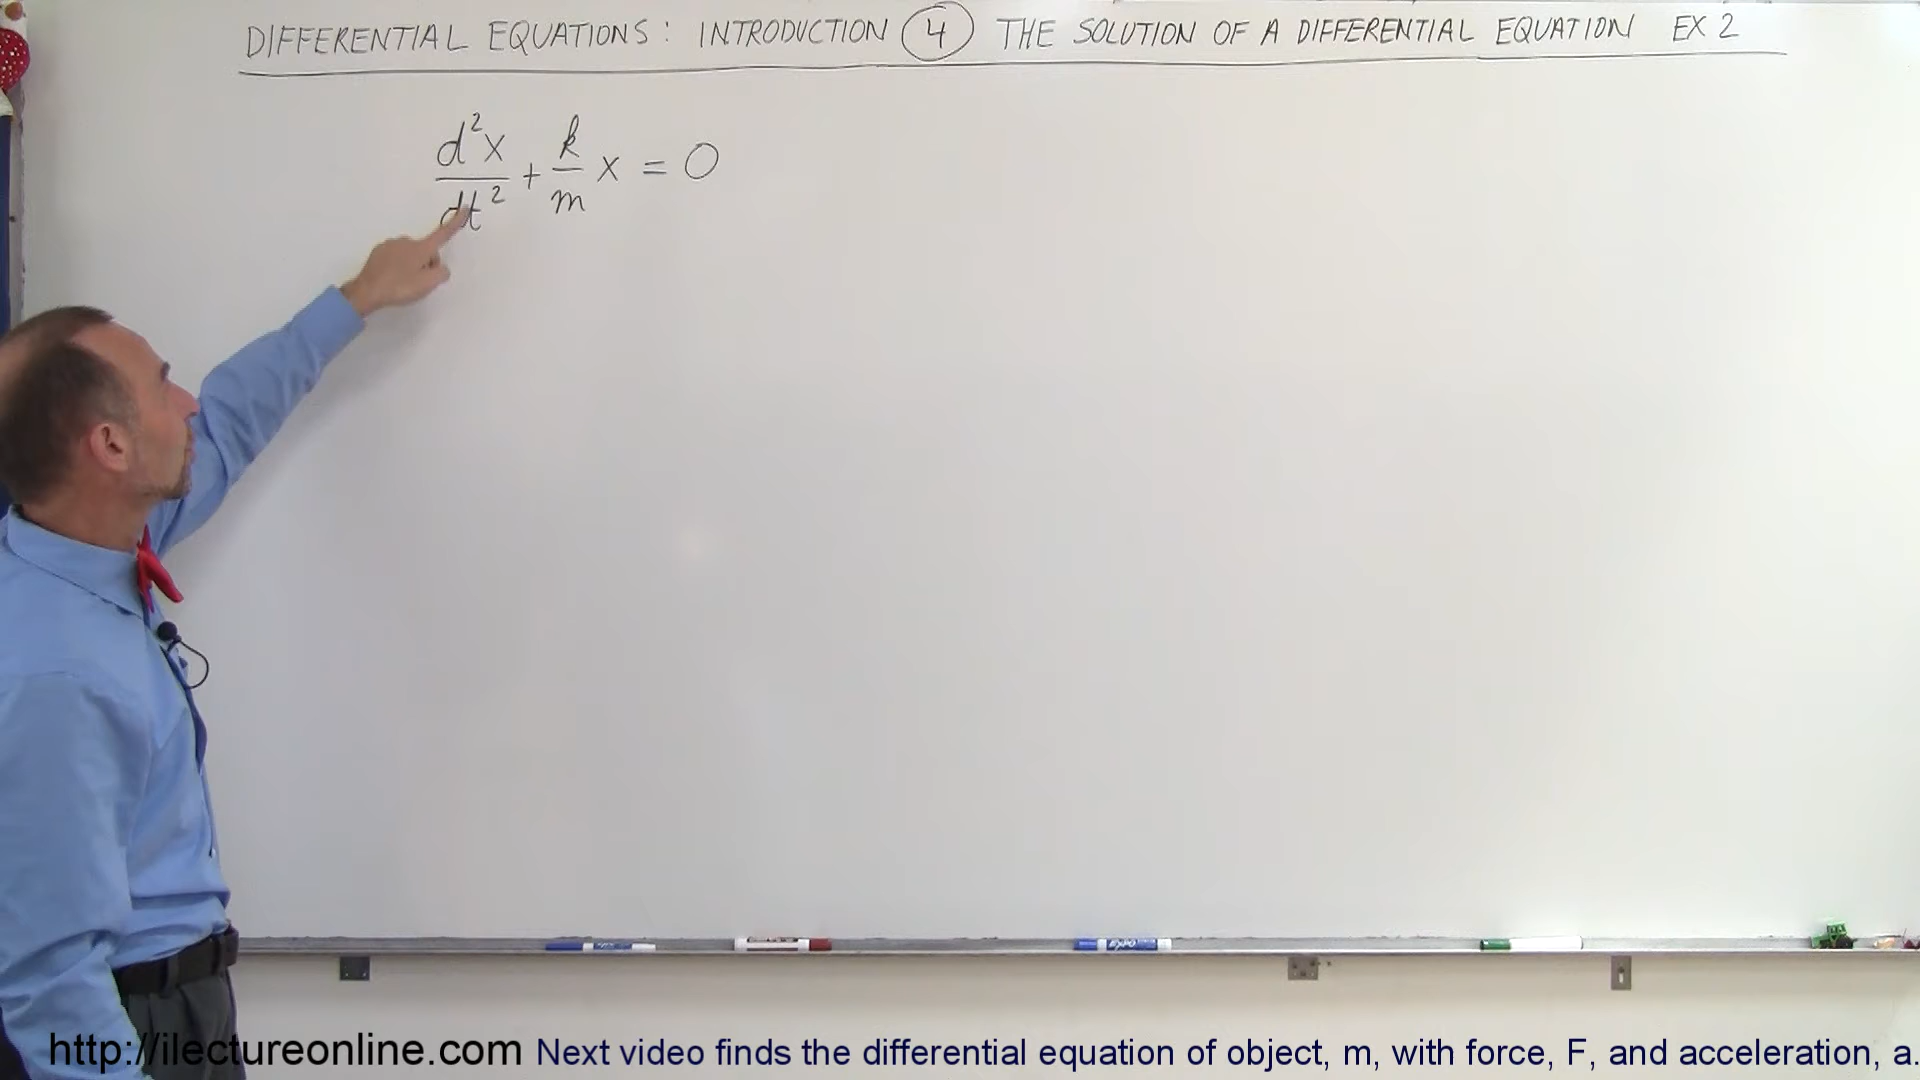 DIFFERENTIAL EQUATIONS: INTRODUCTION 4 THE SOLUTION OF A DIFFERENTIAL EQUATION EX 2
d²x/dt² + k/m x = 0
EXPO
http://ilectureonline.com Next video finds the differential equation of object, m, with force, F, and acceleration, a.